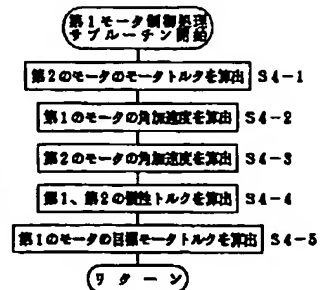 第1モータ制御処理
サブルーチン開始
第2のモータのモータトルクを算出 S4-1
第1のモータの角加速度を算出 S4-2
第2のモータの角加速度を算出 S4-3
第1、第2の慣性トルクを算出 S4-4
第1のモータの目標モータトルクを算出 S4-5
リターン